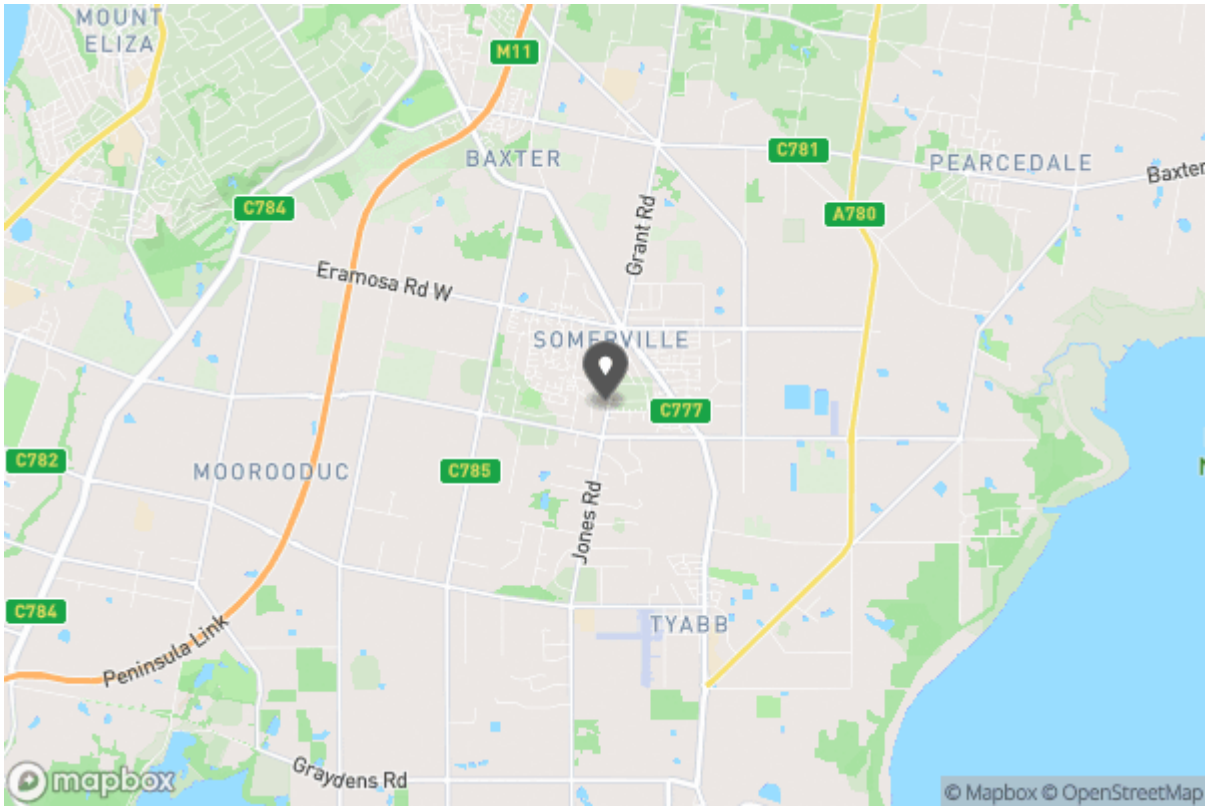 MOUNT
ELIZA
M11
BAXTER
C781
PEARCEDALE
Baxter
C784
A780
Grant Rd
Eramosa Rd W
SOMERVILLE
C777
C782
MOOROODUC
C785
Jones Rd
C784
TYABB
Peninsula Link
Graydens Rd
mapbox
© Mapbox © OpenStreetMap